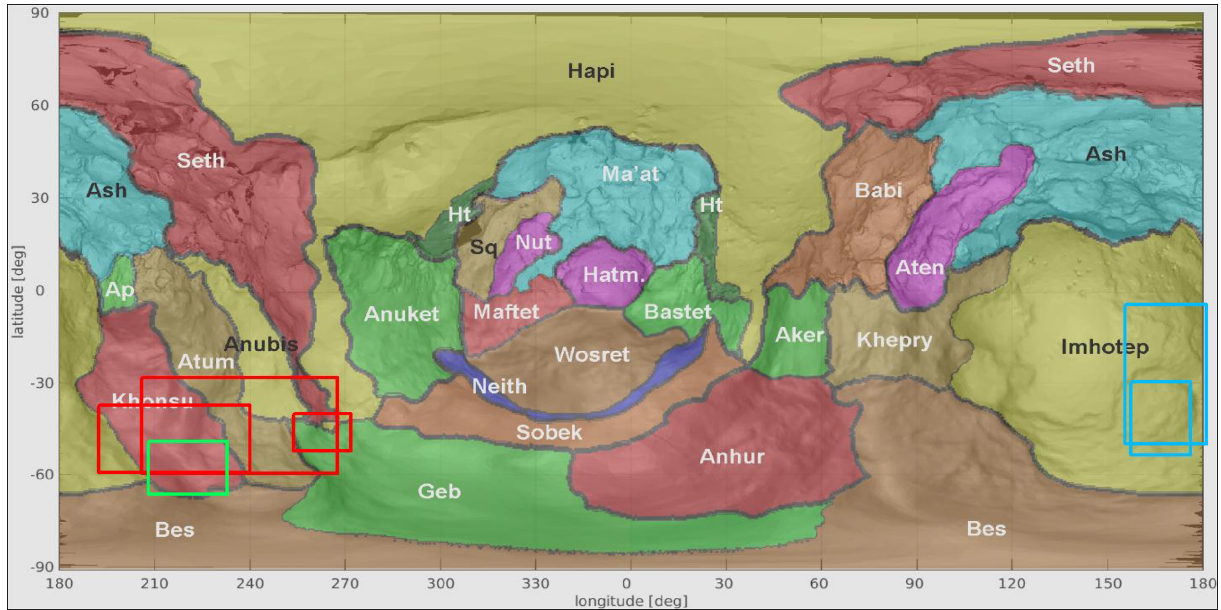 90
60
30
0
-30
-60
-90
latitude [deg]
Hapi
Seth
Seth
Ash
Ash
Ma'at
Babi
Ht
Ht
Sq
Nut
Hatm.
Aten
Ap
Anuket
Maftet
Bastet
Aker
Khepry
Imhotep
Atum
Anubis
Wosret
Khonsu
Neith
Sobek
Anhur
Geb
Bes
Bes
180 210 240 270 300 330 0 30 60 90 120 150 180
longitude [deg]